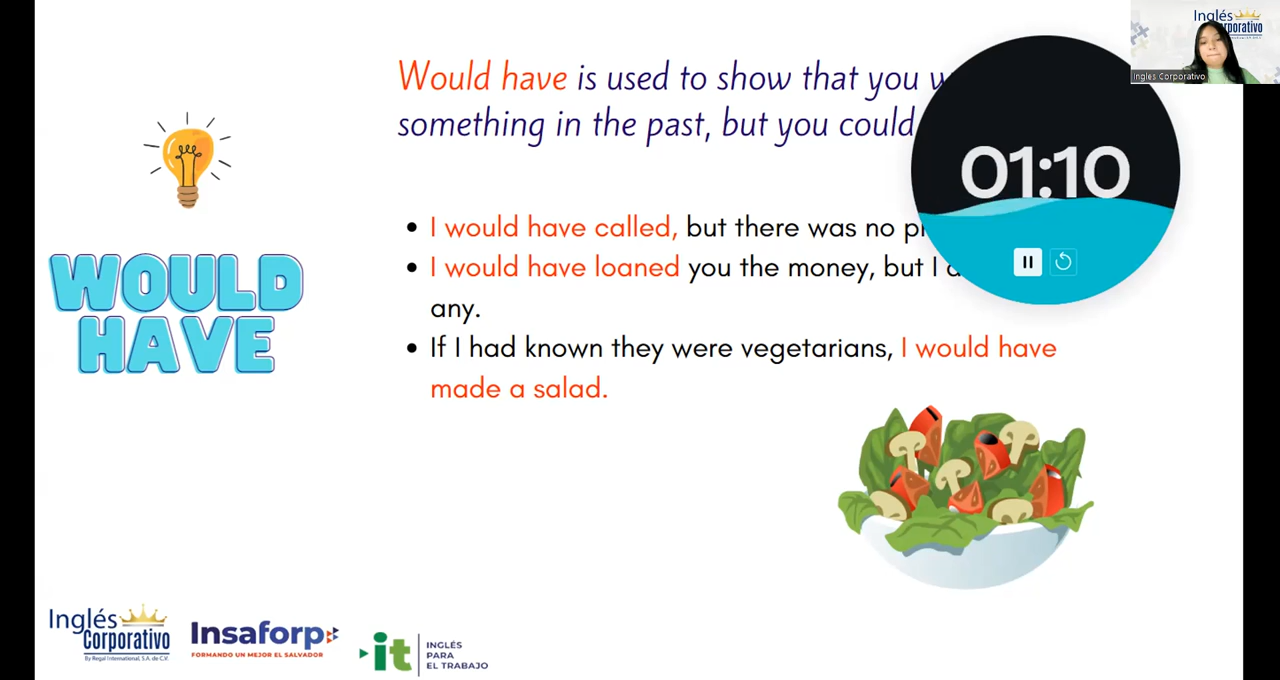 Would have is used to show that you
something in the past, but you could
01:10
I would have called, but there was no
I would have loaned you the money, but I
any.
If I had known they were vegetarians, I would have
made a salad.
WOULD
HAVE
Inglés
Corporativo
By Regal International, S.A. de C.V.
Insaforp
FORMANDO UN MEJOR EL SALVADOR
it
INGLÉS
PARA
EL TRABAJO
Inglés
Ingles Corporativo